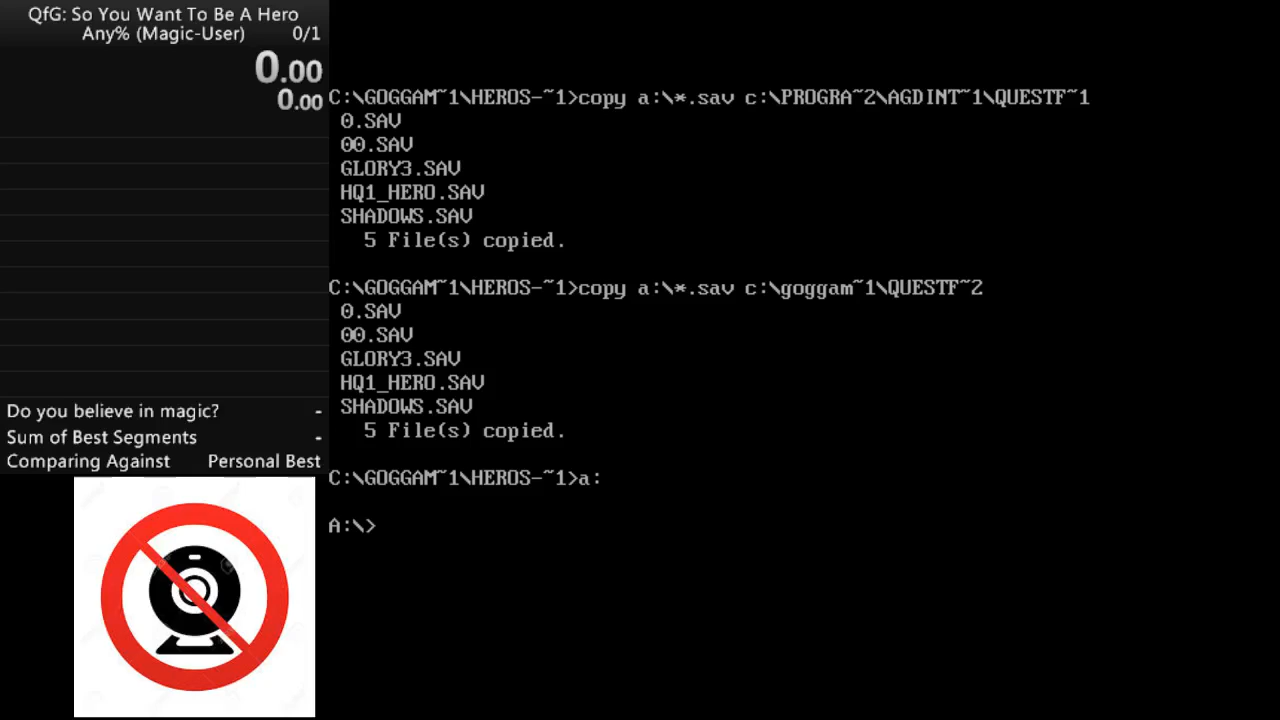 QfG: So You Want To Be A Hero
Any% (Magic-User) 0/1
0.00
0.00
Do you believe in magic? -
Sum of Best Segments -
Comparing Against Personal Best
C:\GOGGAM~1\HEROS-~1>copy a:\*.sav c:\PROGRA~2\AGDINT~1\QUESTF~1
0.SAV
00.SAV
GLORY3.SAV
HQ1_HERO.SAV
SHADOWS.SAV
5 File(s) copied.
C:\GOGGAM~1\HEROS-~1>copy a:\*.sav c:\goggam~1\QUESTF~2
0.SAV
00.SAV
GLORY3.SAV
HQ1_HERO.SAV
SHADOWS.SAV
5 File(s) copied.
C:\GOGGAM~1\HEROS-~1>a:
A:\>